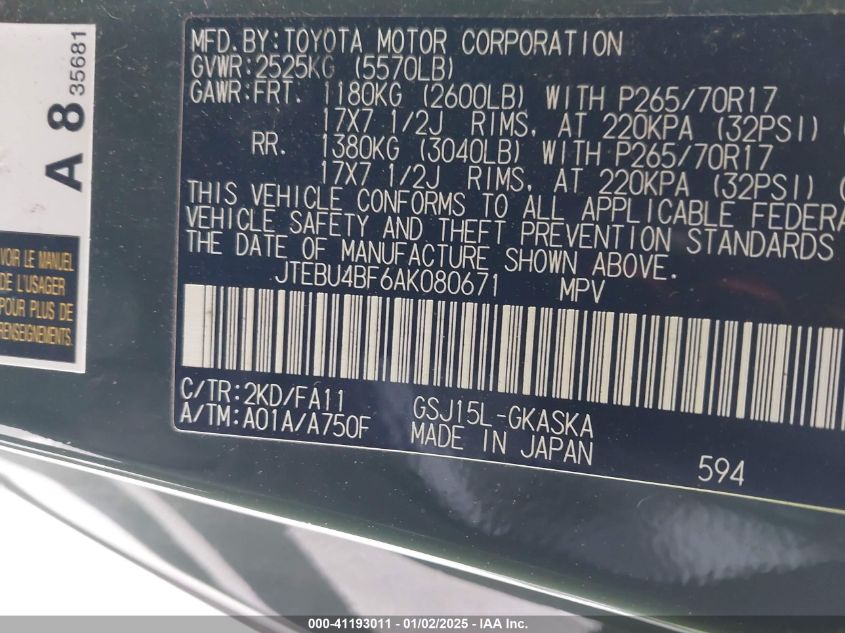 A 8 35681
VOIR LE MANUEL
DE L'USAGER
POUR PLUS DE
RENSEIGNEMENTS.
MFD.BY:TOYOTA MOTOR CORPORATION
GVWR:2525KG (5570LB)
GAWR:FRT. 1180KG (2600LB) WITH P265/70R17
17X7 1/2J RIMS, AT 220KPA (32PSI) (
RR. 1380KG (3040LB) WITH P265/70R17
17X7 1/2J RIMS, AT 220KPA (32PSI) (
THIS VEHICLE CONFORMS TO ALL APPLICABLE FEDERA
VEHICLE SAFETY AND THEFT PREVENTION STANDARDS
THE DATE OF MANUFACTURE SHOWN ABOVE.
JTEBU4BF6AK080671 MPV
C/TR:2KD/FA11 GSJ15L-GKASKA
A/TM:A01A/A750F MADE IN JAPAN
594
000-41193011 - 01/02/2025 - IAA Inc.